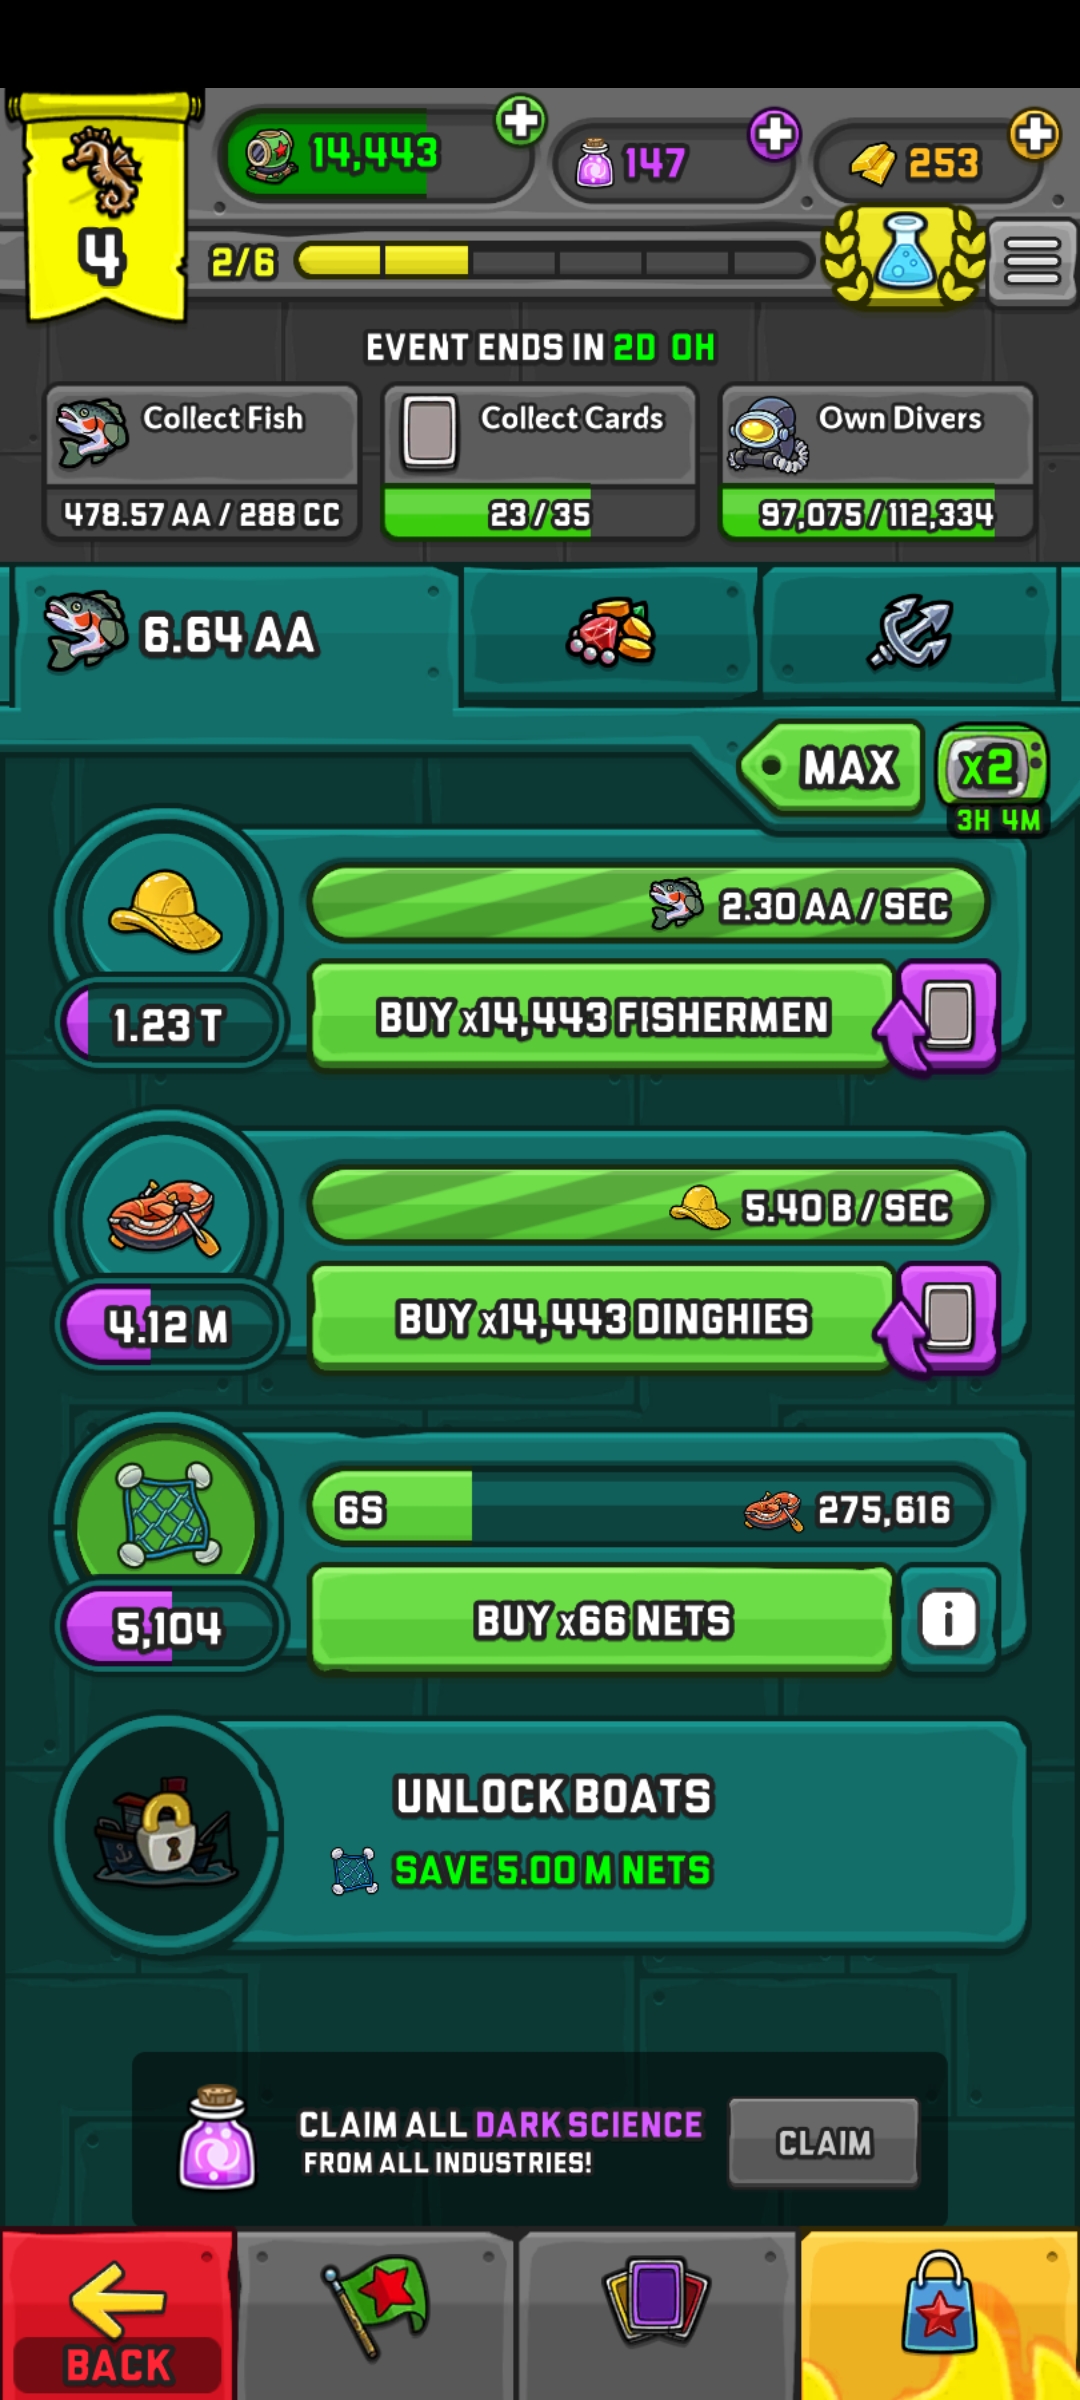 14,443
147
253
4
2/6
EVENT ENDS IN 2D 0H
Collect Fish
Collect Cards
Own Divers
478.57 AA / 288 CC
23 / 35
97,075 / 112,334
6.64 AA
MAX
x2
3H 4M
2.30 AA / SEC
1.23 T
BUY x14,443 FISHERMEN
5.40 B / SEC
4.12 M
BUY x14,443 DINGHIES
6S
275,616
5,104
BUY x66 NETS
i
UNLOCK BOATS
SAVE 5.00 M NETS
CLAIM ALL DARK SCIENCE
FROM ALL INDUSTRIES!
CLAIM
BACK